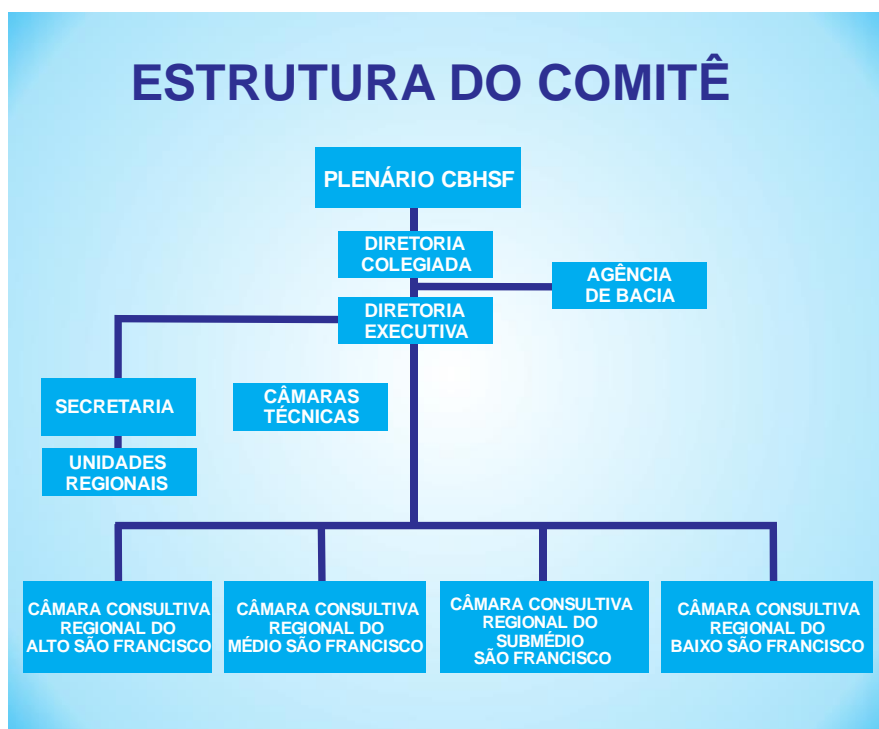 ESTRUTURA DO COMITÊ
PLENÁRIO CBHSF
DIRETORIA
COLEGIADA
AGÊNCIA
DE BACIA
DIRETORIA
EXECUTIVA
SECRETARIA
CÂMARAS
TÉCNICAS
UNIDADES
REGIONAIS
CÂMARA CONSULTIVA
REGIONAL DO
ALTO SÃO FRANCISCO
CÂMARA CONSULTIVA
REGIONAL DO
MÉDIO SÃO FRANCISCO
CÂMARA CONSULTIVA
REGIONAL DO
SUBMÉDIO
SÃO FRANCISCO
CÂMARA CONSULTIVA
REGIONAL DO
BAIXO SÃO FRANCISCO